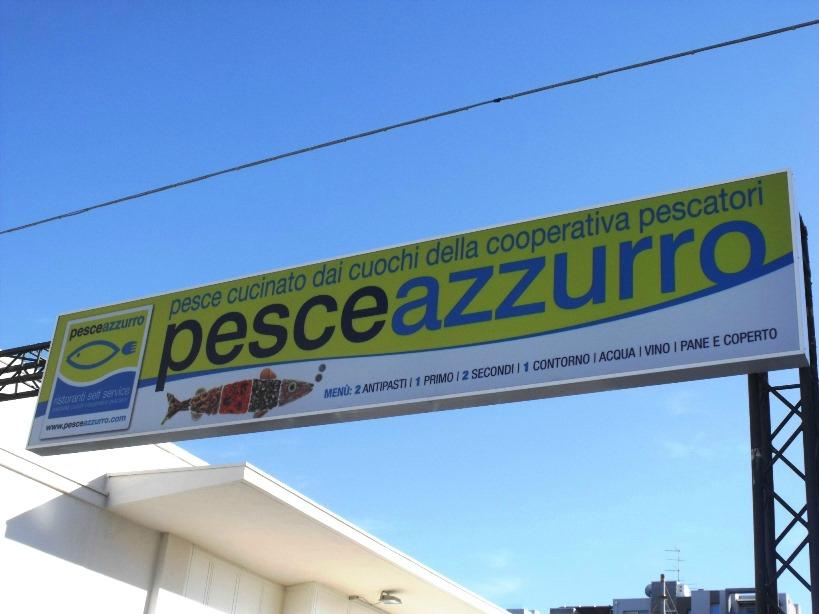 pesce cucinato dai cuochi della cooperativa pescatori
pesceazzurro
MENÙ: 2 ANTIPASTI | 1 PRIMO | 2 SECONDI | 1 CONTORNO | ACQUA | VINO | PANE E COPERTO
pesceazzurro
ristoranti self service
www.pesceazzurro.com